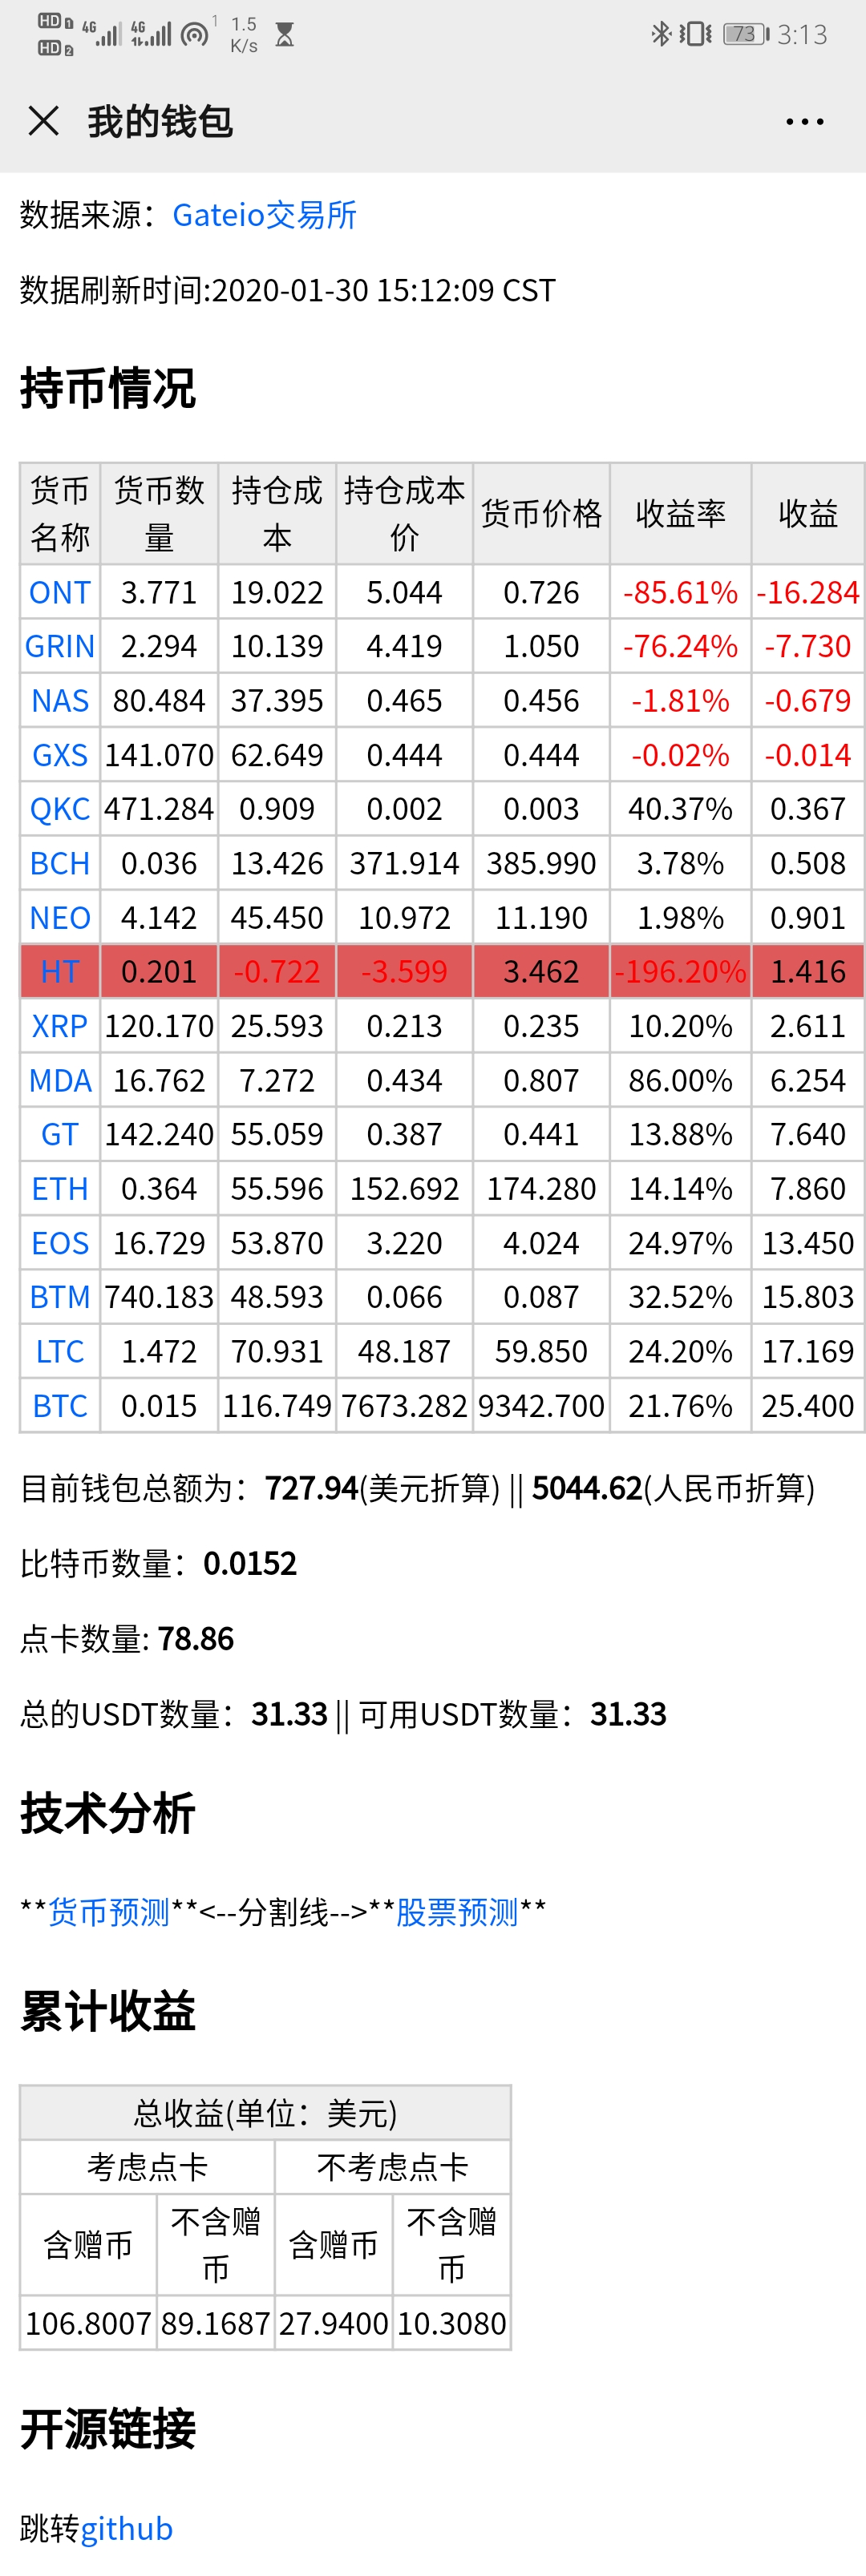 HD 1 4G 4G 1 1.5 73 3:13
HD 2 K/s
我的钱包
数据来源：Gateio交易所
数据刷新时间:2020-01-30 15:12:09 CST
持币情况
货币名称 货币数量 持仓成本 持仓成本价 货币价格 收益率 收益
ONT 3.771 19.022 5.044 0.726 -85.61% -16.284
GRIN 2.294 10.139 4.419 1.050 -76.24% -7.730
NAS 80.484 37.395 0.465 0.456 -1.81% -0.679
GXS 141.070 62.649 0.444 0.444 -0.02% -0.014
QKC 471.284 0.909 0.002 0.003 40.37% 0.367
BCH 0.036 13.426 371.914 385.990 3.78% 0.508
NEO 4.142 45.450 10.972 11.190 1.98% 0.901
HT 0.201 -0.722 -3.599 3.462 -196.20% 1.416
XRP 120.170 25.593 0.213 0.235 10.20% 2.611
MDA 16.762 7.272 0.434 0.807 86.00% 6.254
GT 142.240 55.059 0.387 0.441 13.88% 7.640
ETH 0.364 55.596 152.692 174.280 14.14% 7.860
EOS 16.729 53.870 3.220 4.024 24.97% 13.450
BTM 740.183 48.593 0.066 0.087 32.52% 15.803
LTC 1.472 70.931 48.187 59.850 24.20% 17.169
BTC 0.015 116.749 7673.282 9342.700 21.76% 25.400
目前钱包总额为：727.94(美元折算) || 5044.62(人民币折算)
比特币数量：0.0152
点卡数量: 78.86
总的USDT数量：31.33 || 可用USDT数量：31.33
技术分析
**货币预测**<--分割线-->**股票预测**
累计收益
总收益(单位：美元)
考虑点卡 不考虑点卡
含赠币 不含赠币 含赠币 不含赠币
106.8007 89.1687 27.9400 10.3080
开源链接
跳转github